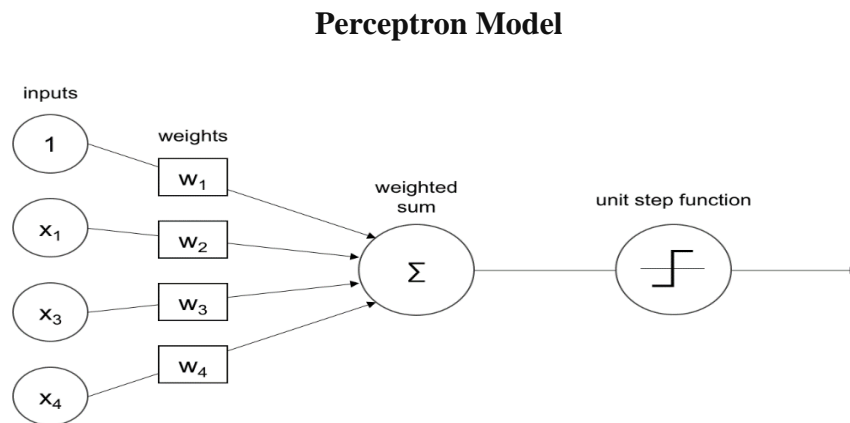 Perceptron Model
inputs
1
x₁
x₃
x₄
weights
w₁
w₂
w₃
w₄
weighted
sum
Σ
unit step function